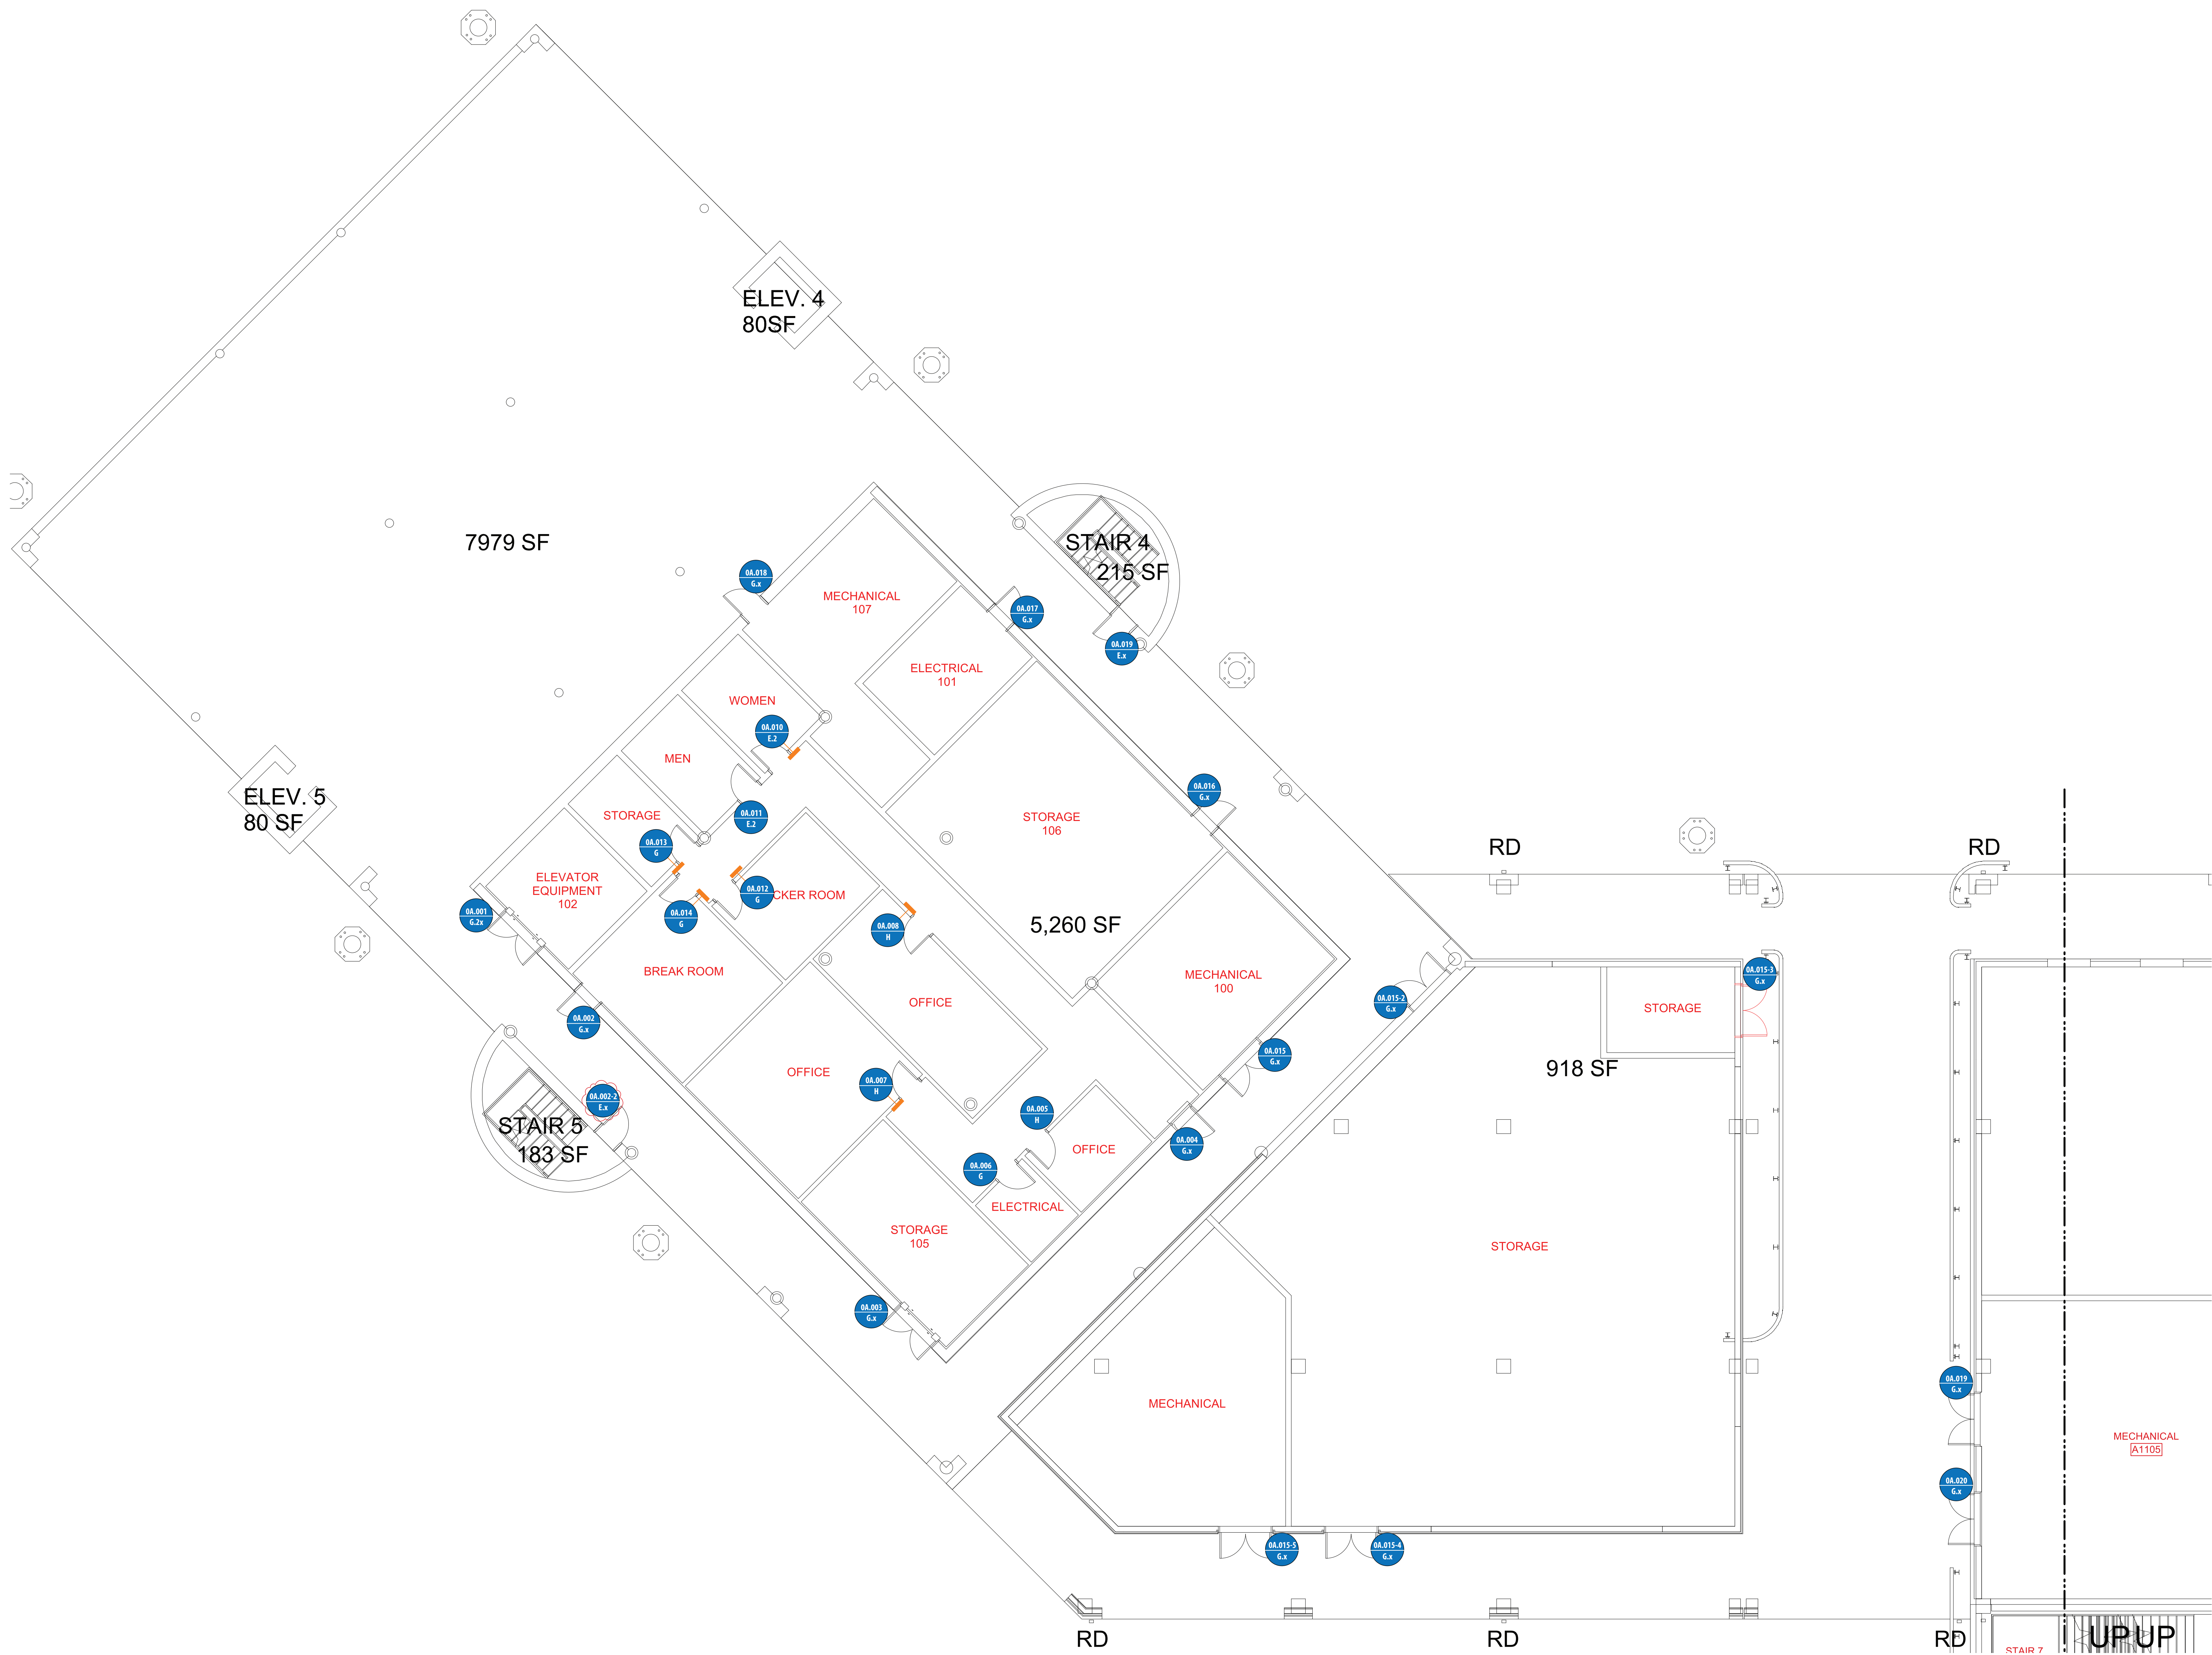 ELEV. 4
80SF
7979 SF
STAIR 4
215 SF
0A.018
G.x
MECHANICAL
107
0A.017
G.x
0A.019
E.x
ELECTRICAL
101
WOMEN
0A.010
E.2
MEN
ELEV. 5
80 SF
STORAGE
0A.011
E.2
0A.016
G.x
STORAGE
106
0A.013
G
RD
RD
ELEVATOR
EQUIPMENT
102
0A.012
G
CKER ROOM
0A.001
G.2x
0A.014
G
0A.008
H
5,260 SF
BREAK ROOM
MECHANICAL
100
0A.015-3
G.x
OFFICE
0A.015-2
G.x
STORAGE
0A.002
G.x
0A.015
G.x
918 SF
OFFICE
0A.007
H
0A.002-2
E.x
0A.005
H
STAIR 5
183 SF
0A.004
G.x
OFFICE
0A.006
G
ELECTRICAL
STORAGE
105
STORAGE
0A.003
G.x
MECHANICAL
0A.019
G.x
MECHANICAL
A1105
0A.020
G.x
0A.015-5
G.x
0A.015-4
G.x
RD
RD
RD
UP UP
STAIR 7